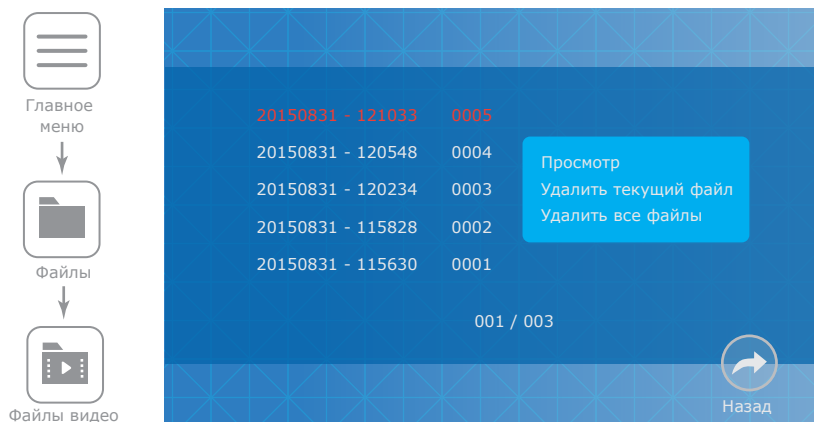 Главное
меню
Файлы
Файлы видео
20150831 - 121033 0005
20150831 - 120548 0004
20150831 - 120234 0003
20150831 - 115828 0002
20150831 - 115630 0001
Просмотр
Удалить текущий файл
Удалить все файлы
001 / 003
Назад